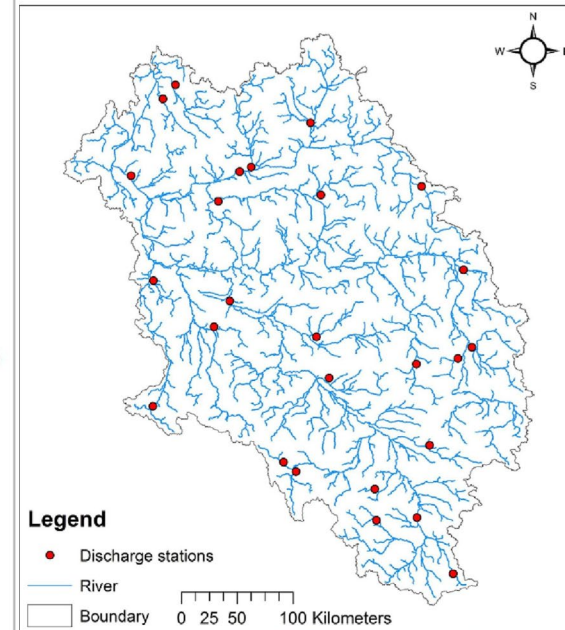 N
W
S
Legend
Discharge stations
River
Boundary
0 25 50 100 Kilometers